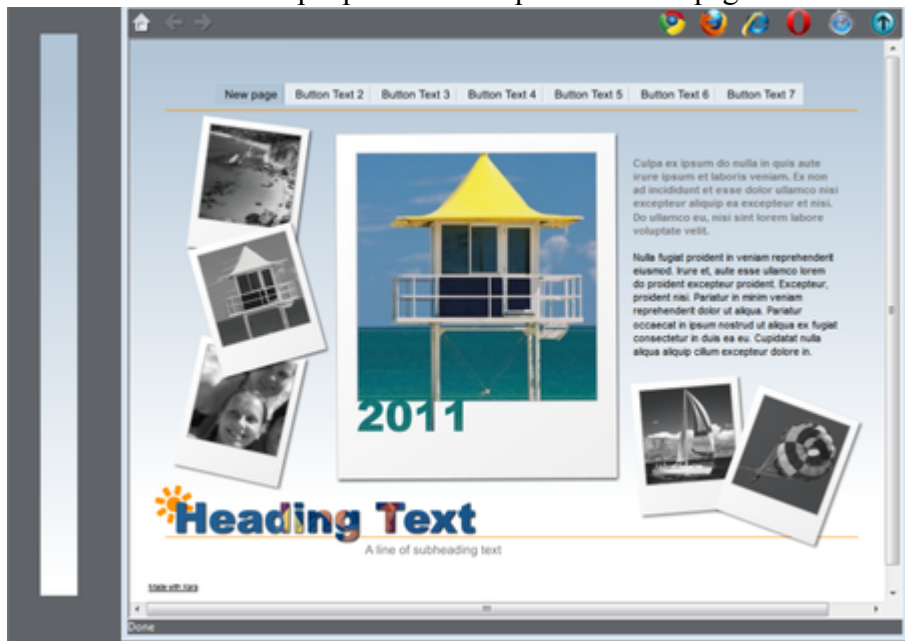 New page Button Text 2 Button Text 3 Button Text 4 Button Text 5 Button Text 6 Button Text 7
Culpa ex ipsum do nulla in quis aute
irure ipsum et laboris veniam. Ex non
ad incididunt et esse dolor ullamco nisi
excepteur aliquip ea excepteur et nisi.
Do ullamco eu, nisi sint lorem labore
voluptate velit.
Nulla fugiat proident in veniam reprehenderit
eiusmod. Irure et, aute esse ullamco lorem
do proident excepteur proident. Excepteur,
proident nisi. Pariatur in minim veniam
reprehenderit dolor ut aliqua. Pariatur
occaecat in ipsum nostrud ut aliqua ex fugiat
consectetur in duis ea eu. Cupidatat nulla
aliqua aliquip cillum excepteur dolore in.
2011
Heading Text
A line of subheading text
Made with Xara
Done